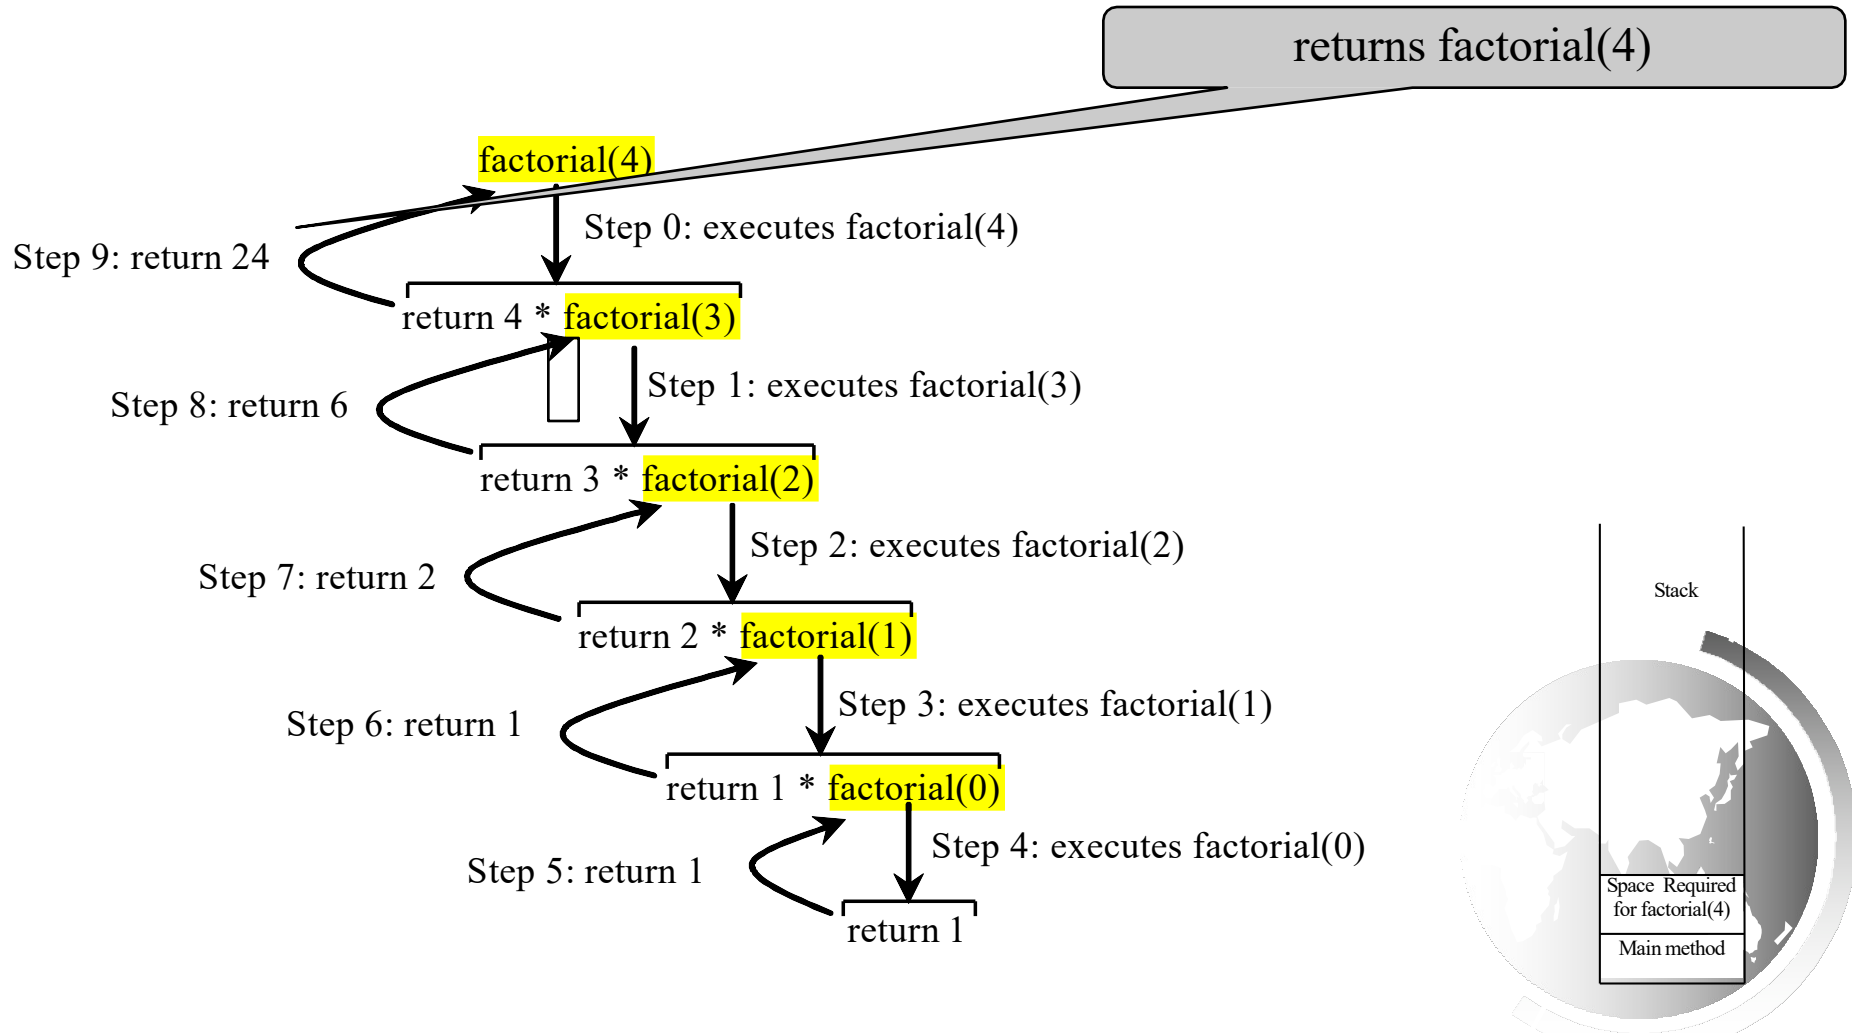 returns factorial(4)
factorial(4)
Step 0: executes factorial(4)
Step 9: return 24
return 4 * factorial(3)
Step 1: executes factorial(3)
Step 8: return 6
return 3 * factorial(2)
Step 2: executes factorial(2)
Step 7: return 2
return 2 * factorial(1)
Step 3: executes factorial(1)
Step 6: return 1
return 1 * factorial(0)
Step 4: executes factorial(0)
Step 5: return 1
return 1
Stack
Space Required
for factorial(4)
Main method